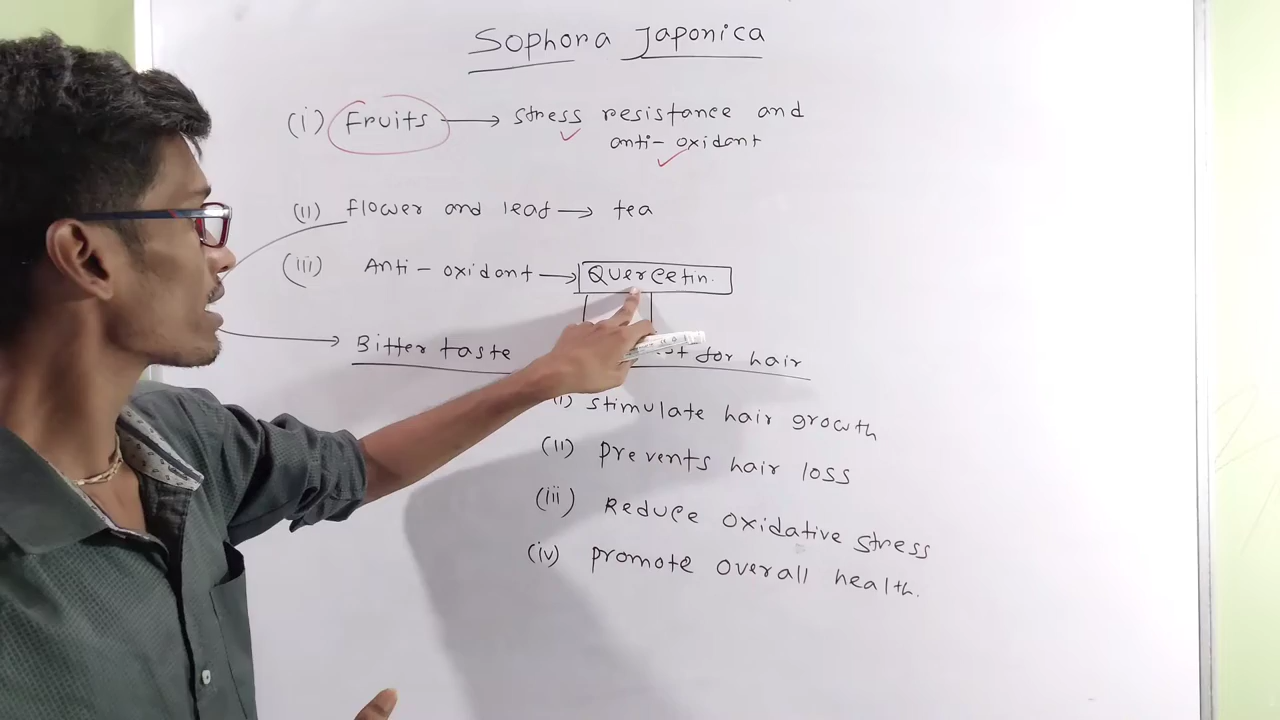 Sophora Japonica
(i) Fruits → stress resistance and
anti-oxidant
(ii) flower and leaf → tea
(iii) Anti-oxidant → Quercetin.
→ Bitter taste
for hair
(i) stimulate hair growth
(ii) prevents hair loss
(iii) Reduce oxidative stress
(iv) promote overall health.